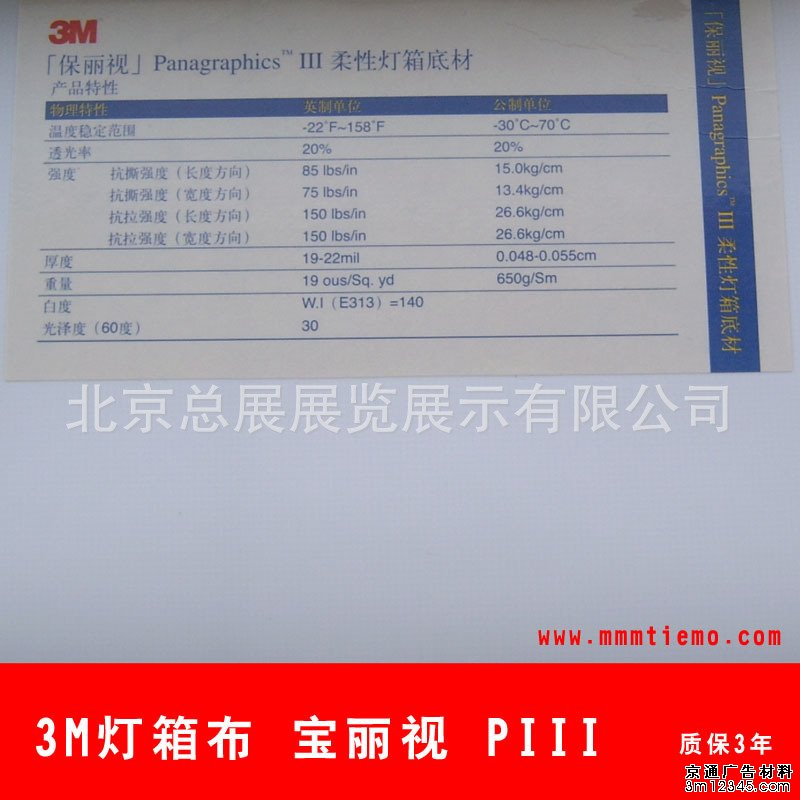 3M
「保丽视」Panagraphics™ III 柔性灯箱底材
产品特性
物理特性 英制单位 公制单位
温度稳定范围 -22°F~158°F -30°C~70°C
透光率 20% 20%
强度 抗撕强度（长度方向） 85 lbs/in 15.0kg/cm
抗撕强度（宽度方向） 75 lbs/in 13.4kg/cm
抗拉强度（长度方向） 150 lbs/in 26.6kg/cm
抗拉强度（宽度方向） 150 lbs/in 26.6kg/cm
厚度 19-22mil 0.048-0.055cm
重量 19 ous/Sq. yd 650g/Sm
白度 W.I（E313）=140
光泽度（60度） 30
「保丽视」Panagraphics™ III 柔性灯箱底材
北京总展展览展示有限公司
www.mmmtiemo.com
3M灯箱布 宝丽视 PIII 质保3年
京通广告材料
3m12345.com